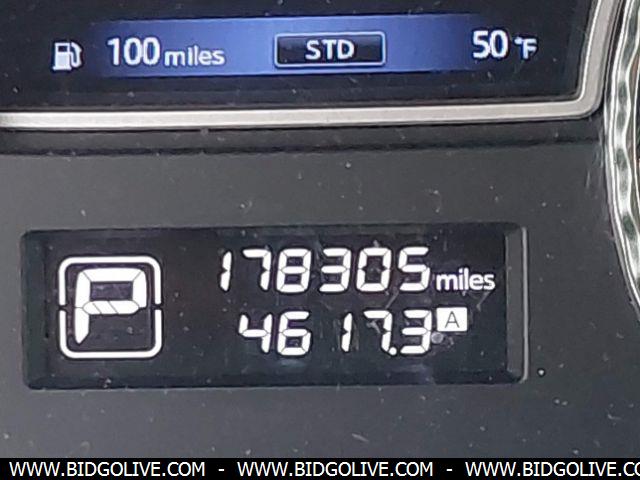 100 miles STD 50 °F
178305 miles
P 4617.3 A
WWW.BIDGOLIVE.COM - WWW.BIDGOLIVE.COM - WWW.BIDGOLIVE.CO